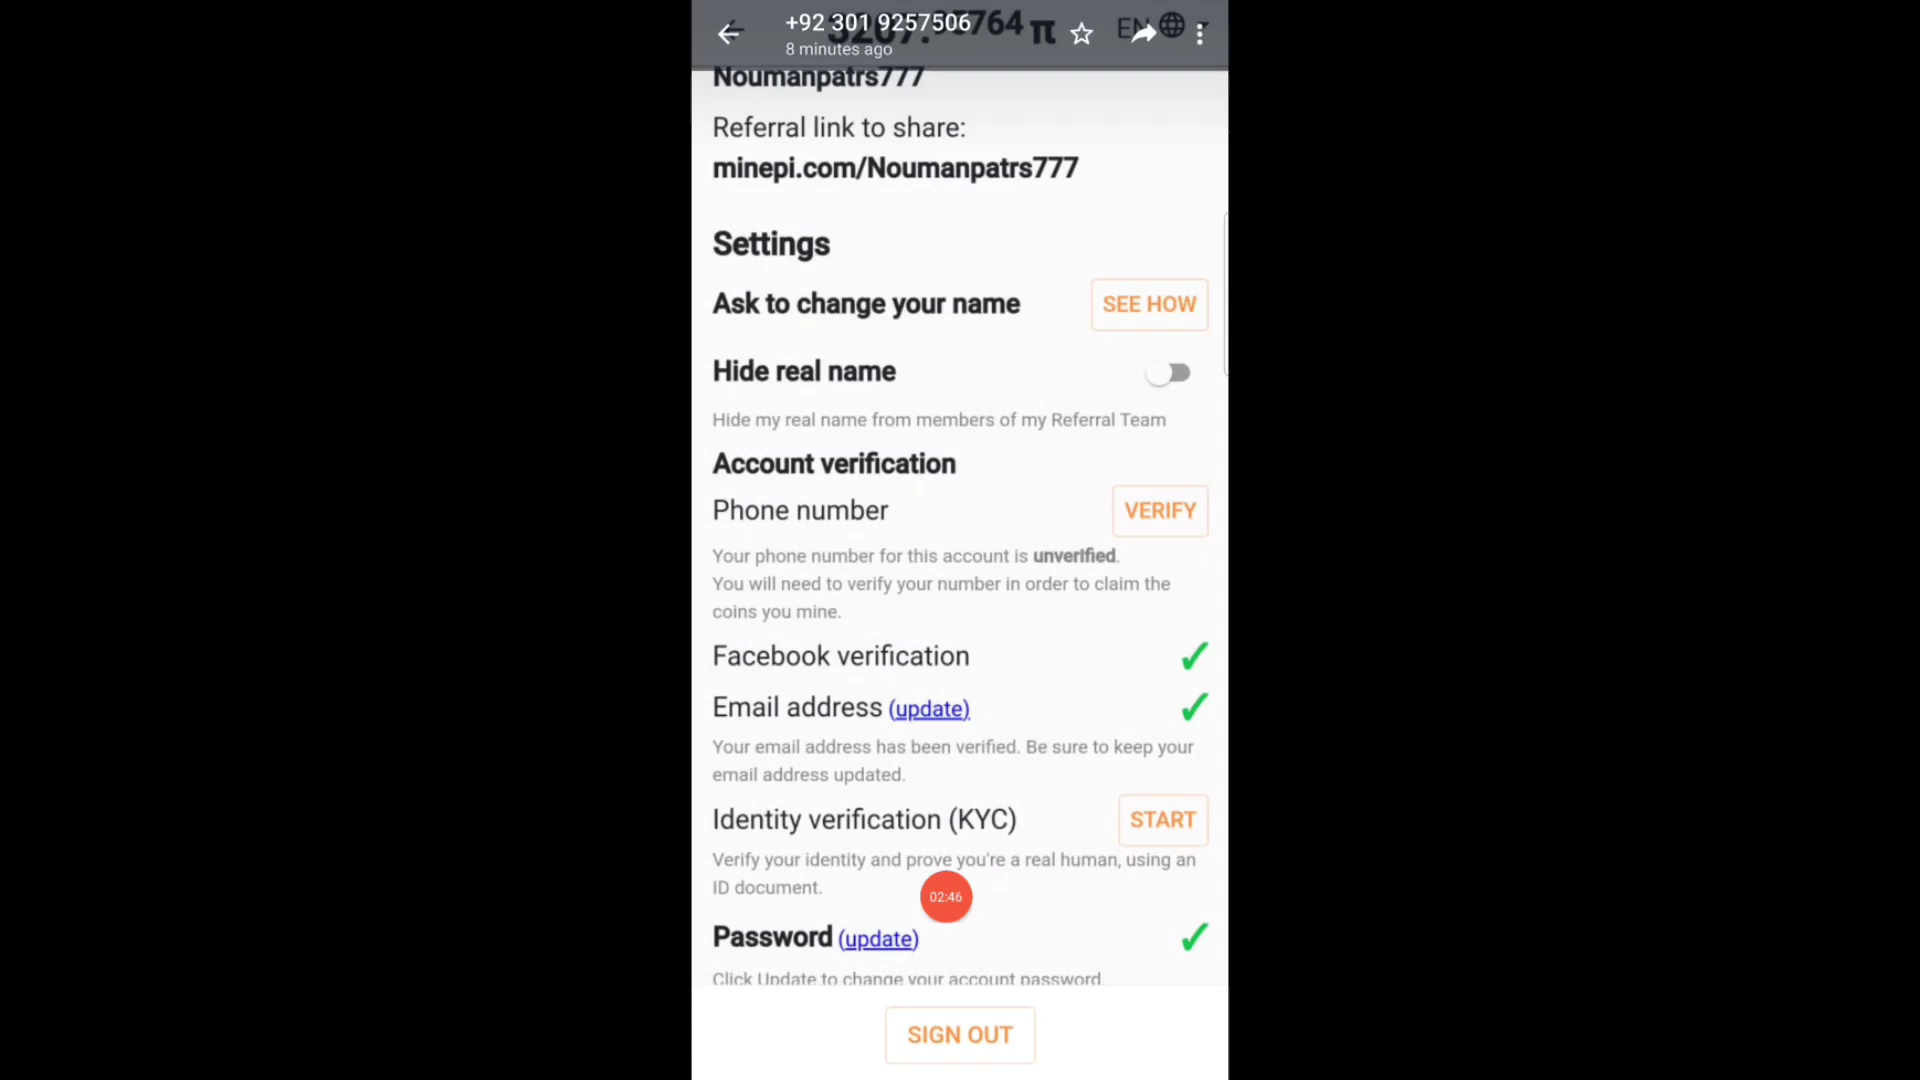 +92 301 9257506
8 minutes ago
π
EN
Noumanpatrs777
Referral link to share:
minepi.com/Noumanpatrs777
Settings
Ask to change your name
SEE HOW
Hide real name
Hide my real name from members of my Referral Team
Account verification
Phone number
VERIFY
Your phone number for this account is unverified.
You will need to verify your number in order to claim the
coins you mine.
Facebook verification
Email address (update)
Your email address has been verified. Be sure to keep your
email address updated.
Identity verification (KYC)
START
Verify your identity and prove you're a real human, using an
ID document.
02:46
Password (update)
Click Update to change your account password.
SIGN OUT